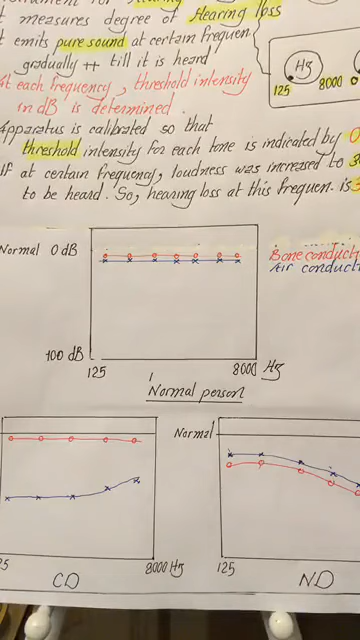 measures degree of Hearing loss
emits pure sound at certain frequen
gradually ++ till it is heard
At each frequency, threshold intensity
in dB is determined.
Apparatus is calibrated so that
threshold intensity for each tone is indicated by 0
If at certain frequency, loudness was increased to 3
to be heard. So, hearing loss at this frequen. is 3
Hz
125 8000
Normal 0 dB
Bone conducti
Air conduct
100 dB
125 8000 Hz
Normal person
Normal
8000 Hz 125
CD ND